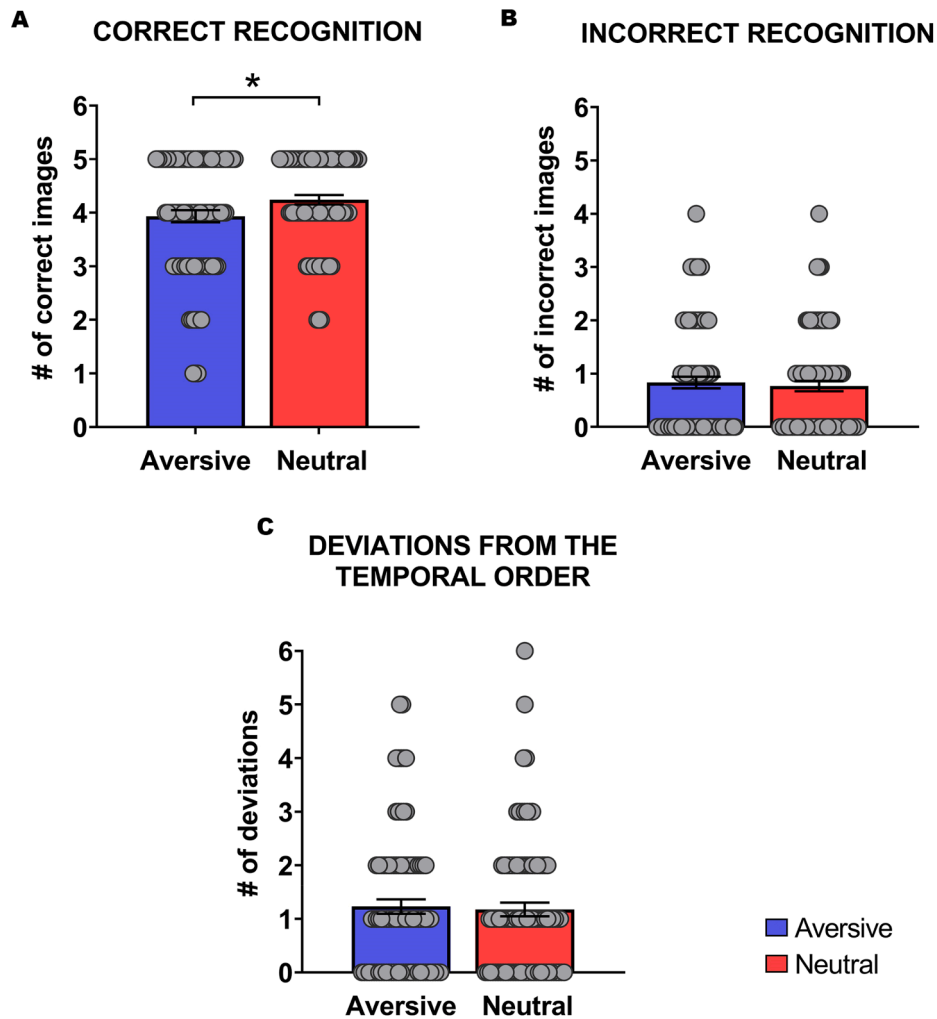 A
CORRECT RECOGNITION
*
# of correct images
6
5
4
3
2
1
0
Aversive Neutral
B
INCORRECT RECOGNITION
# of incorrect images
6
5
4
3
2
1
0
Aversive Neutral
C
DEVIATIONS FROM THE
TEMPORAL ORDER
# of deviations
6
5
4
3
2
1
0
Aversive Neutral
Aversive
Neutral